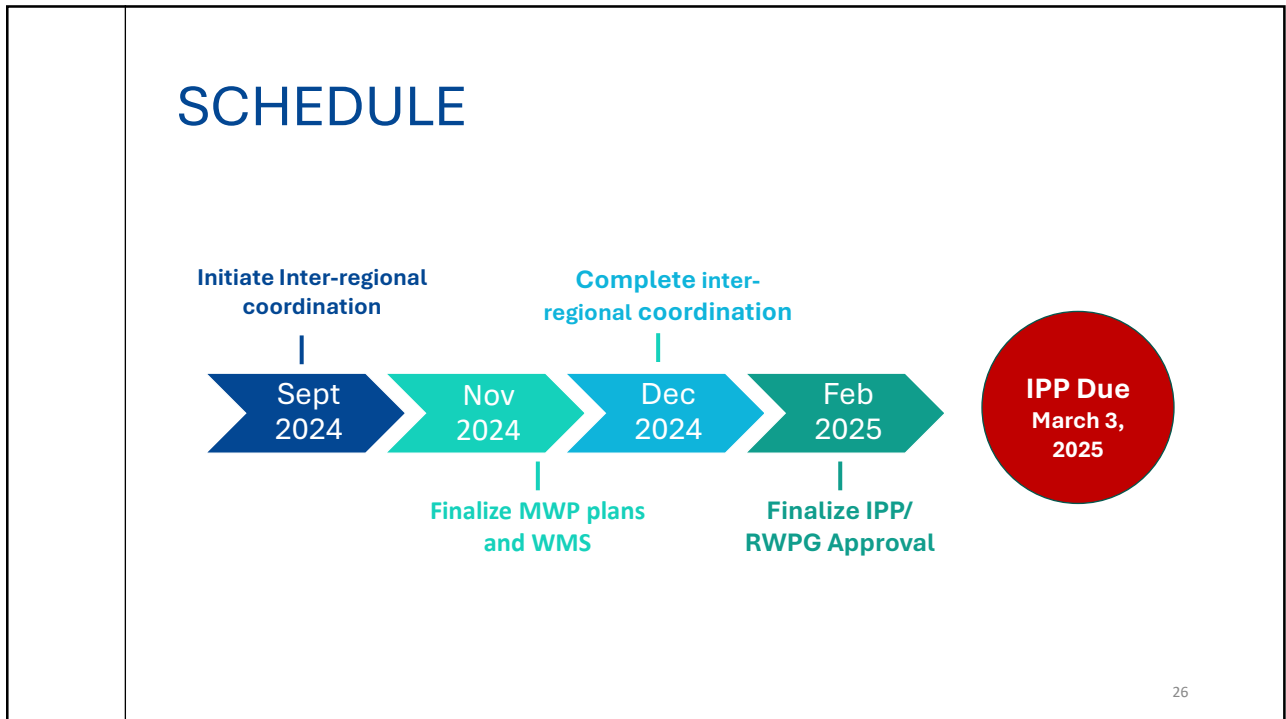 SCHEDULE
Initiate Inter-regional
coordination
Complete inter-
regional coordination
Sept
2024
Nov
2024
Dec
2024
Feb
2025
IPP Due
March 3,
2025
Finalize MWP plans
and WMS
Finalize IPP/
RWPG Approval
26